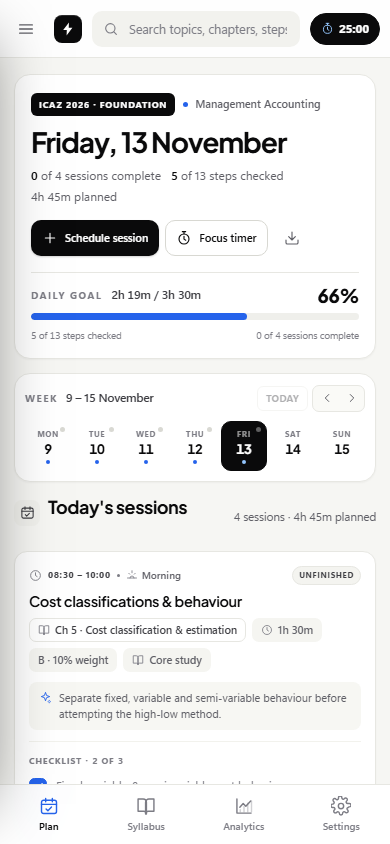 Search topics, chapters, steps
25:00
ICAZ 2026 · FOUNDATION
Management Accounting
Friday, 13 November
0 of 4 sessions complete 5 of 13 steps checked
4h 45m planned
Schedule session
Focus timer
DAILY GOAL 2h 19m / 3h 30m 66%
5 of 13 steps checked 0 of 4 sessions complete
WEEK 9 – 15 November TODAY
MON TUE WED THU FRI SAT SUN
9 10 11 12 13 14 15
Today's sessions
4 sessions · 4h 45m planned
08:30 – 10:00 • Morning UNFINISHED
Cost classifications & behaviour
Ch 5 · Cost classification & estimation 1h 30m
B · 10% weight Core study
Separate fixed, variable and semi-variable behaviour before
attempting the high-low method.
CHECKLIST · 2 OF 3
Plan Syllabus Analytics Settings